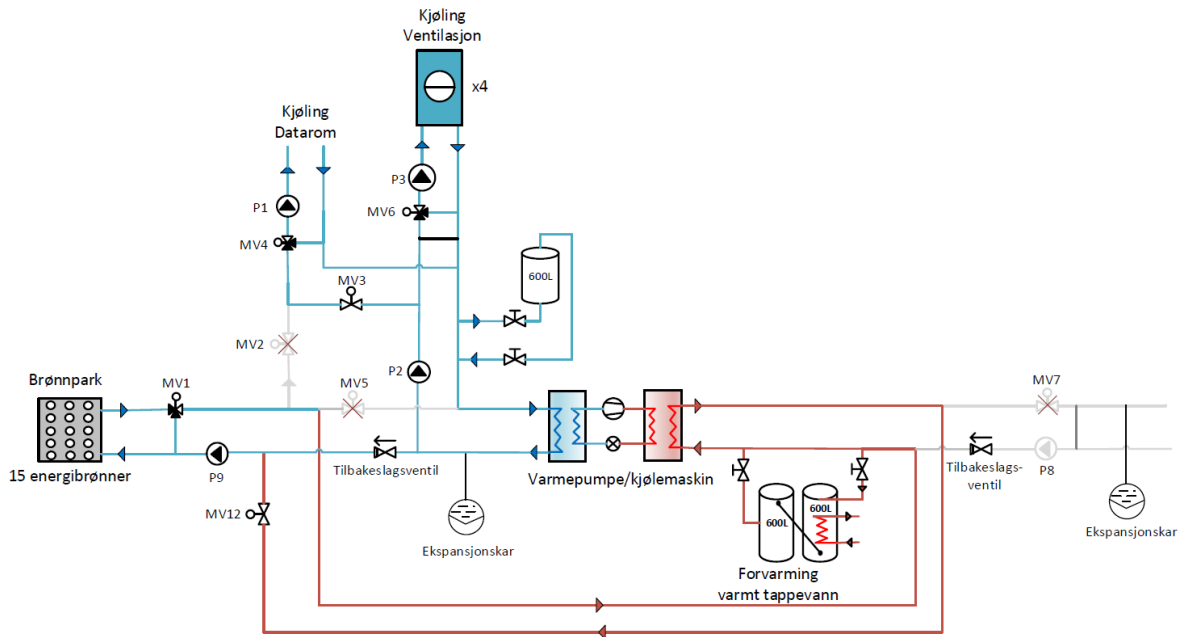 Kjøling
Ventilasjon
x4
Kjøling
Datarom
P3
P1
MV6
MV4
600L
MV3
MV2
P2
Brønnpark
MV1
MV5
MV7
15 energibrønner
P9
Tilbakeslagsventil
Varmepumpe/kjølemaskin
Tilbakeslags-
ventil
P8
MV12
600L
600L
Ekspansjonskar
Ekspansjonskar
Forvarming
varmt tappevann